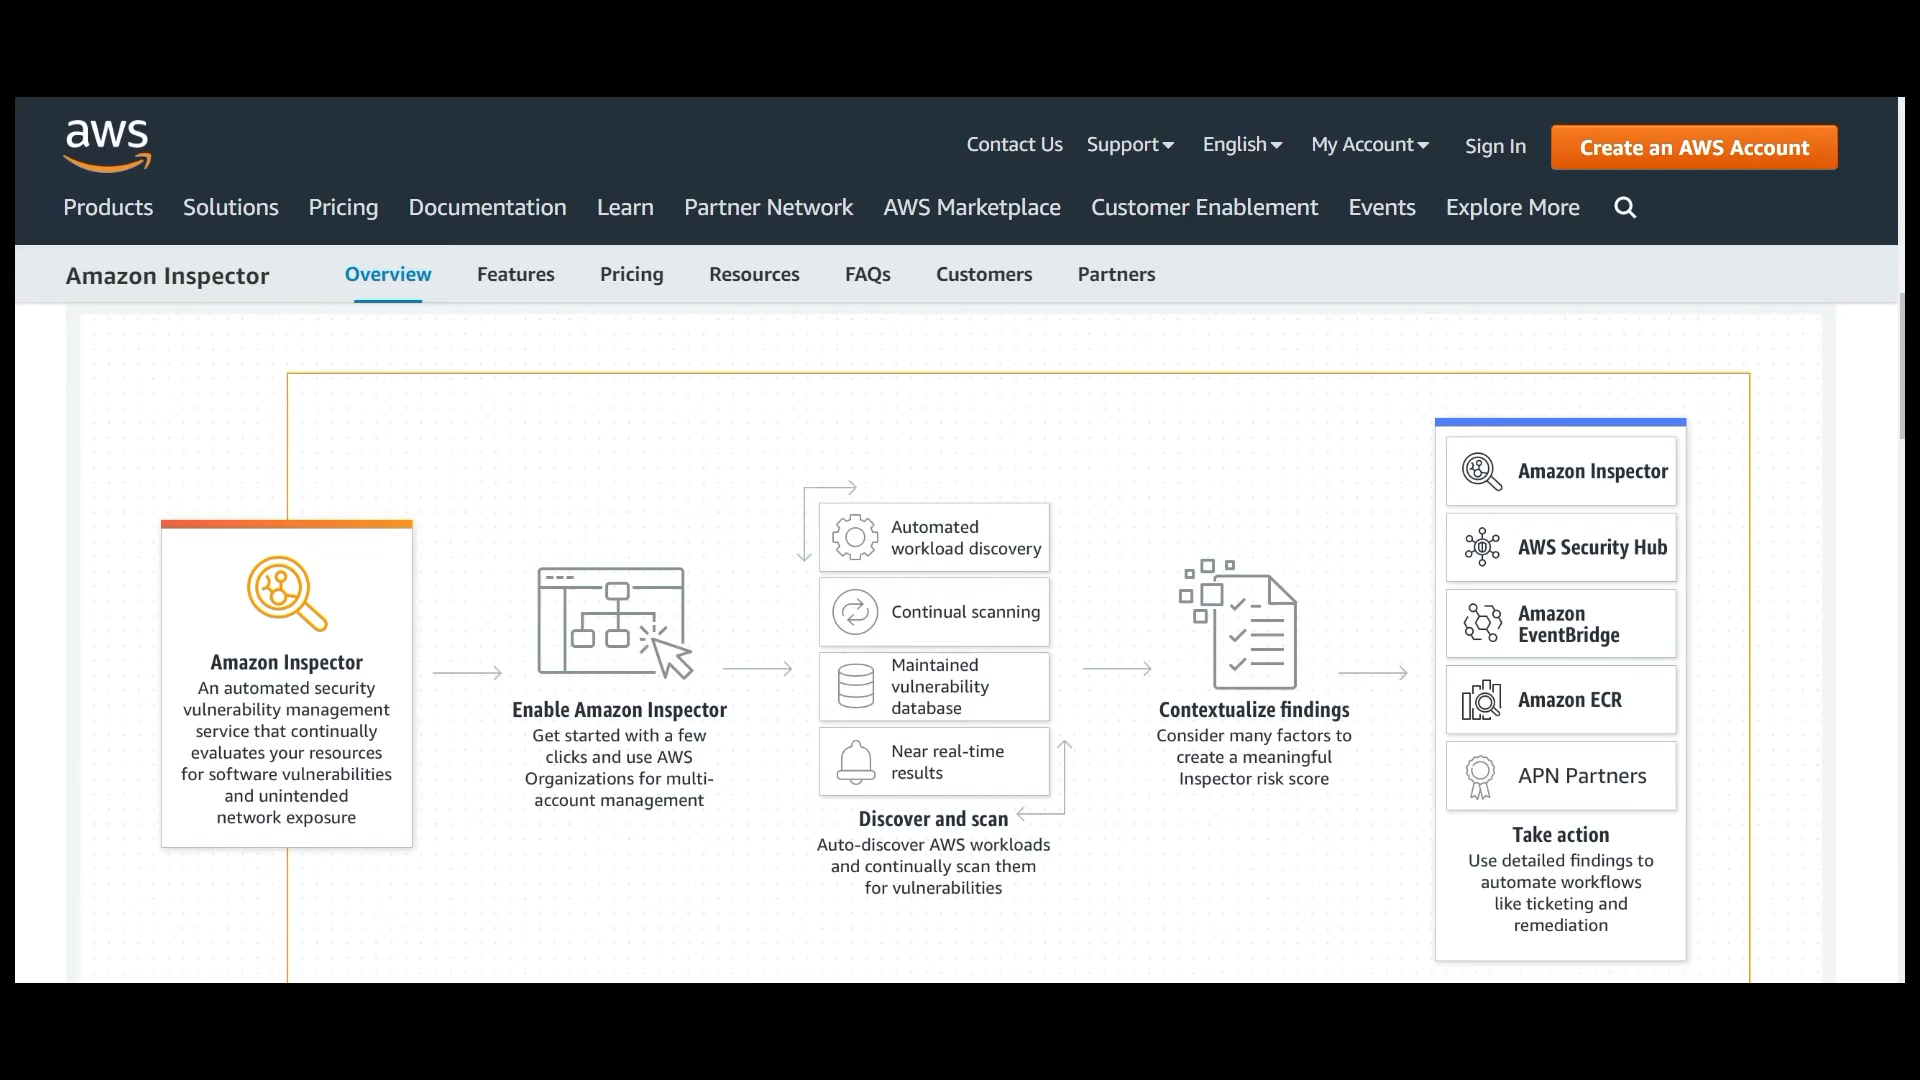 aws
Contact Us Support English My Account Sign In Create an AWS Account
Products Solutions Pricing Documentation Learn Partner Network AWS Marketplace Customer Enablement Events Explore More
Amazon Inspector Overview Features Pricing Resources FAQs Customers Partners
Amazon Inspector
An automated security
vulnerability management
service that continually
evaluates your resources
for software vulnerabilities
and unintended
network exposure
Enable Amazon Inspector
Get started with a few
clicks and use AWS
Organizations for multi-
account management
Automated
workload discovery
Continual scanning
Maintained
vulnerability
database
Near real-time
results
Discover and scan
Auto-discover AWS workloads
and continually scan them
for vulnerabilities
Contextualize findings
Consider many factors to
create a meaningful
Inspector risk score
Amazon Inspector
AWS Security Hub
Amazon
EventBridge
Amazon ECR
APN Partners
Take action
Use detailed findings to
automate workflows
like ticketing and
remediation